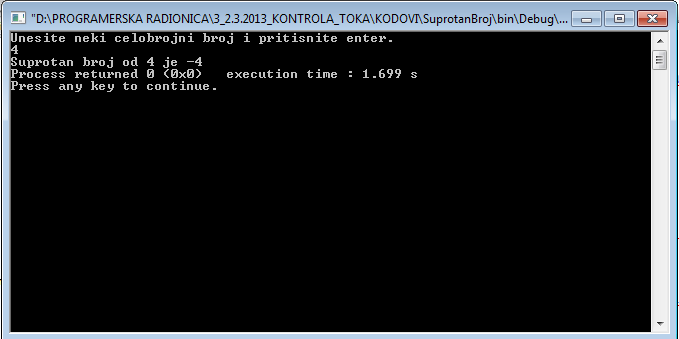 "D:\PROGRAMERSKA RADIONICA\3_2.3.2013_KONTROLA_TOKA\KODOVI\SuprotanBroj\bin\Debug\...
Unesite neki celobrojni broj i pritisnite enter.
4
Suprotan broj od 4 je -4
Process returned 0 (0x0)   execution time : 1.699 s
Press any key to continue.